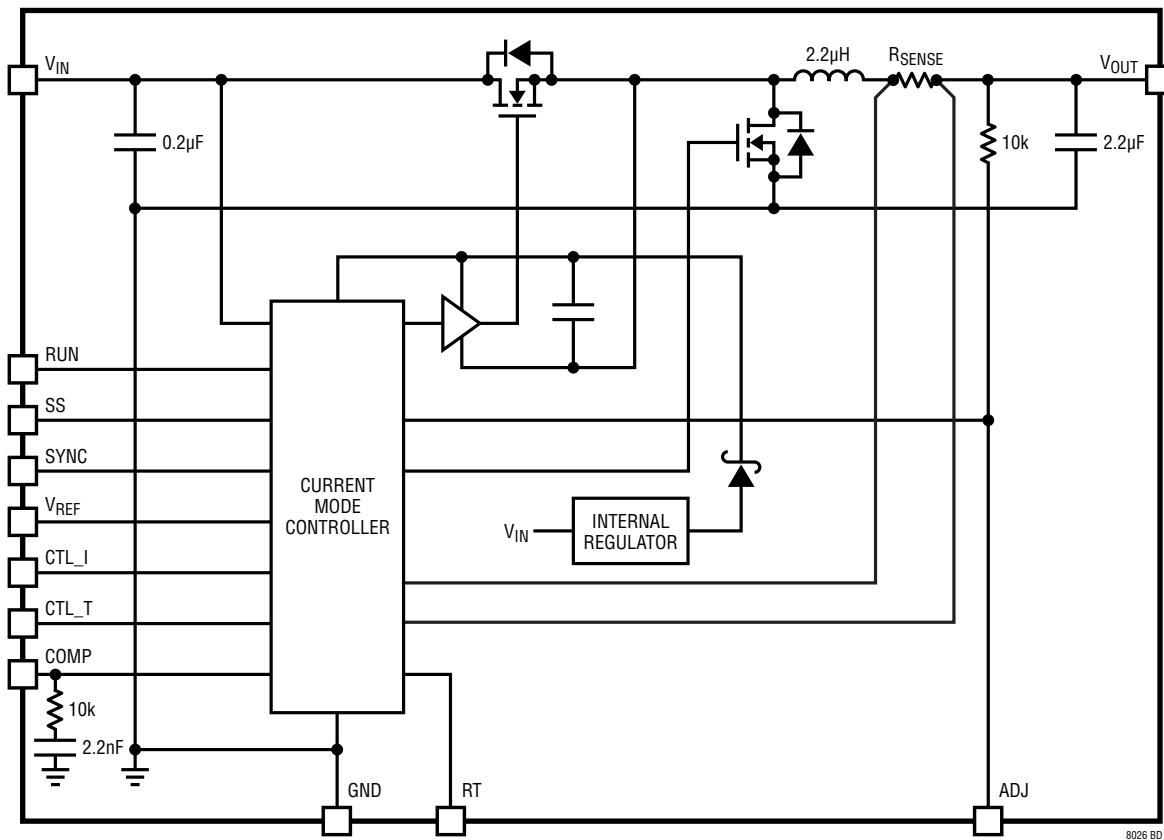 VIN
2.2µH
RSENSE
VOUT
0.2µF
10k
2.2µF
RUN
SS
SYNC
VREF
CTL_I
CTL_T
COMP
CURRENT
MODE
CONTROLLER
VIN
INTERNAL
REGULATOR
10k
2.2nF
GND
RT
ADJ
8026 BD